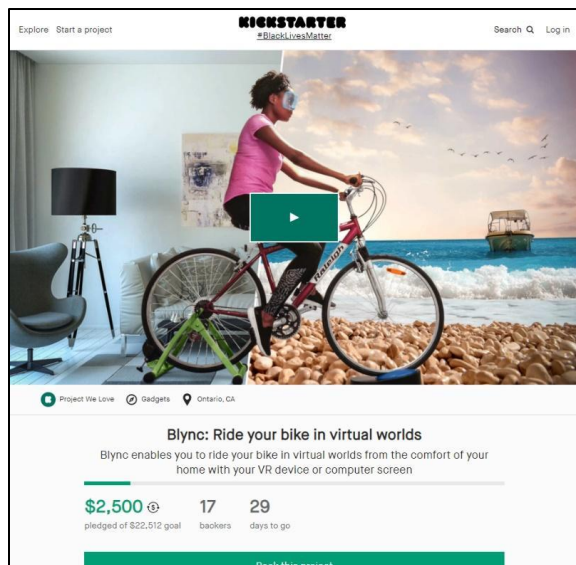 Explore Start a project
KICKSTARTER
#BlackLivesMatter
Search Log in
Raleigh
Project We Love Gadgets Ontario, CA
Blync: Ride your bike in virtual worlds
Blync enables you to ride your bike in virtual worlds from the comfort of your
home with your VR device or computer screen
$2,500 17 29
pledged of $22,512 goal backers days to go
Back this project